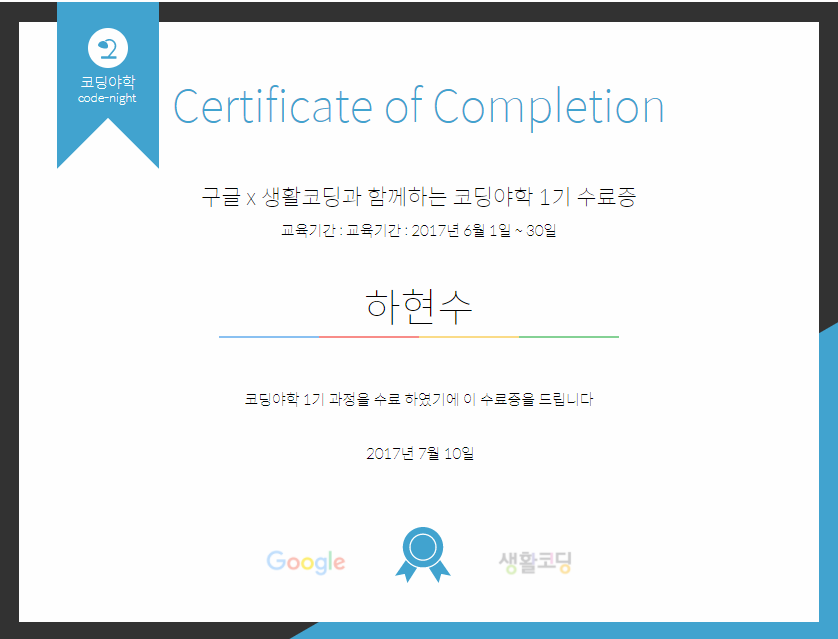 코딩야학
code-night
Certificate of Completion
구글 x 생활코딩과 함께하는 코딩야학 1기 수료증
교육기간 : 교육기간 : 2017년 6월 1일 ~ 30일
하현수
코딩야학 1기 과정을 수료 하였기에 이 수료증을 드립니다
2017년 7월 10일
Google 생활코딩